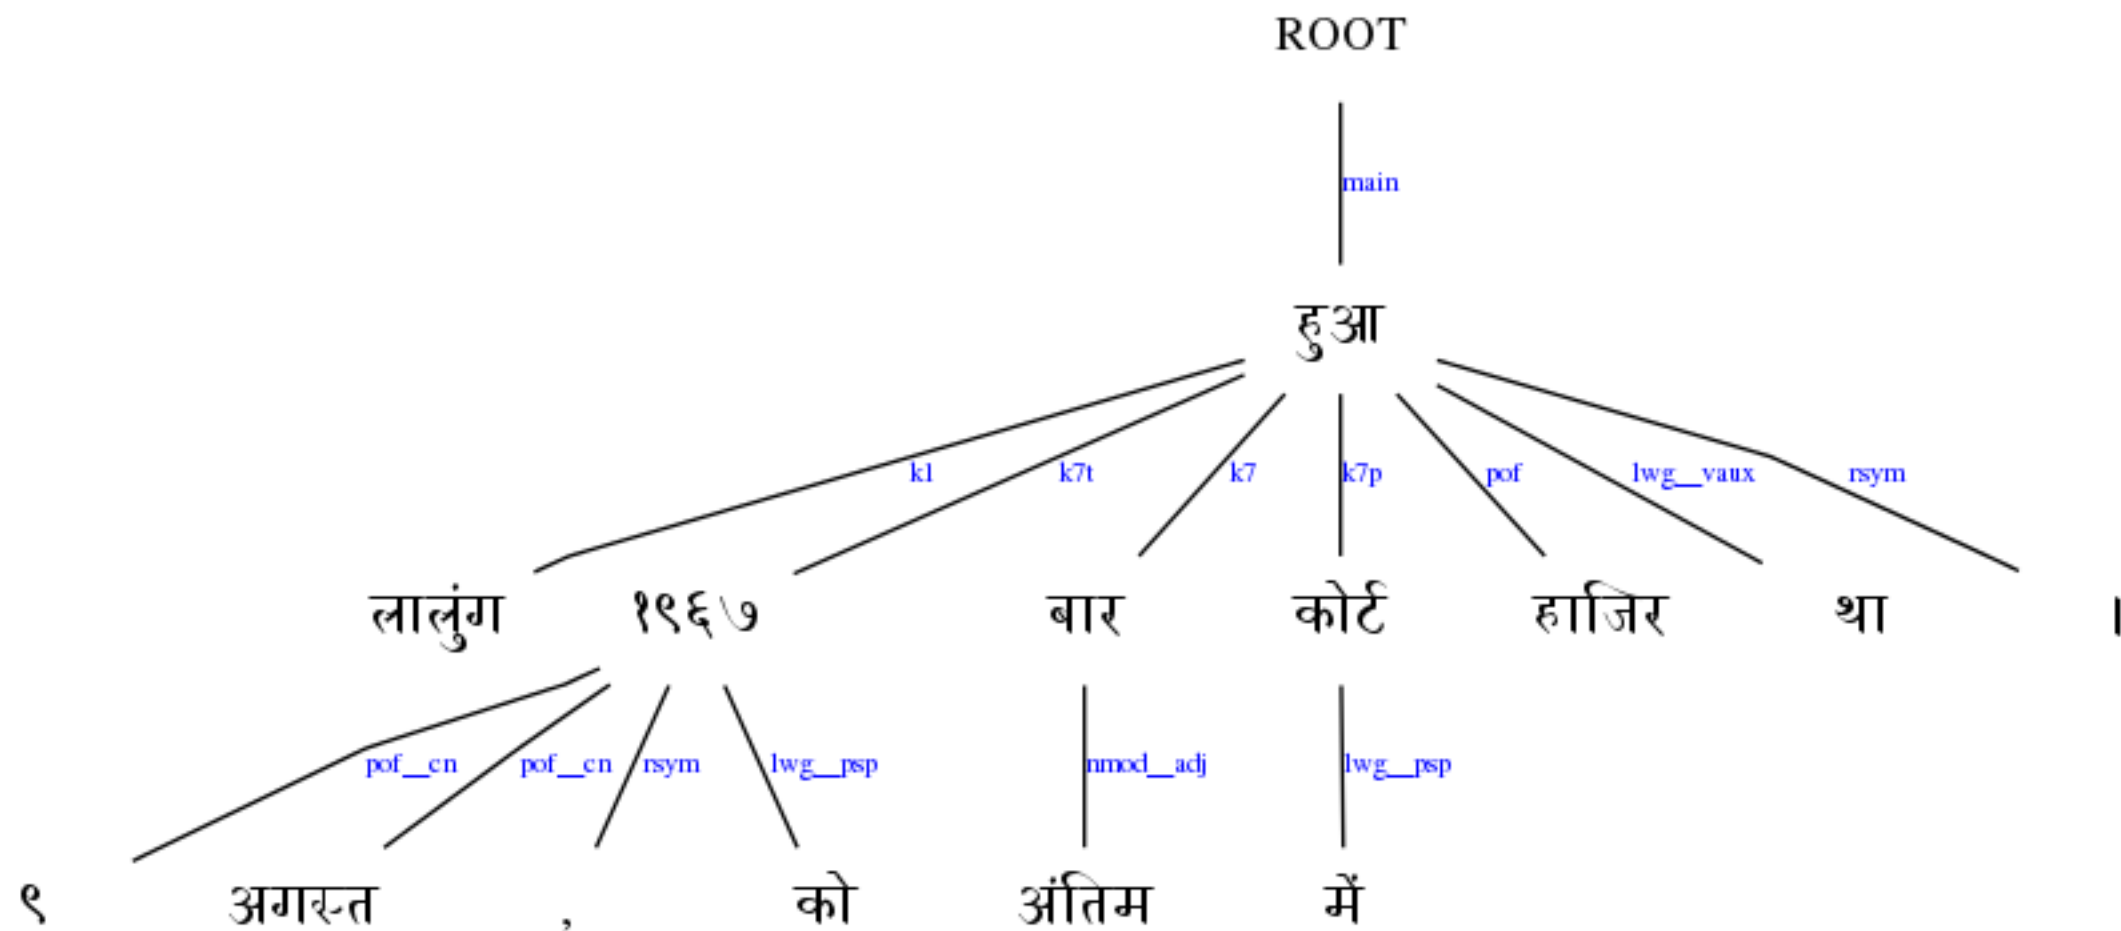 ROOT
main
हुआ
k1 k7t k7 k7p pof lwg__vaux rsym
लालुंग १९६७ बार कोर्ट हाजिर था ।
pof__cn pof__cn rsym lwg__psp nmod__adj lwg__psp
९ अगस्त , को अंतिम में